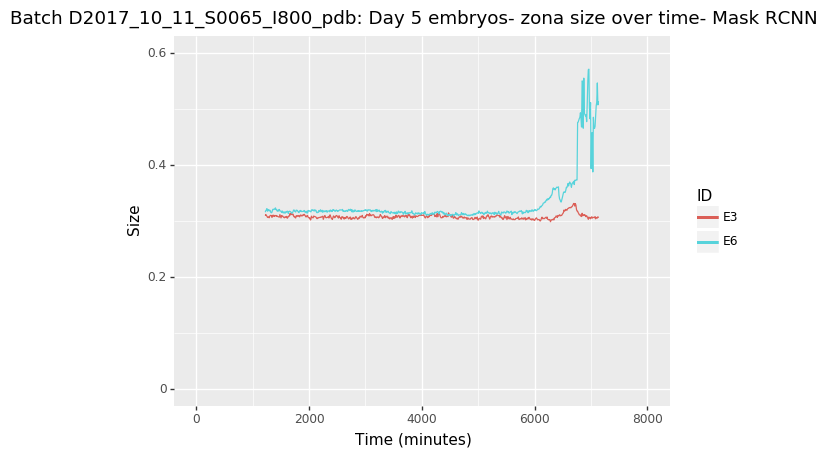 Batch D2017_10_11_S0065_I800_pdb: Day 5 embryos- zona size over time- Mask RCNN
0.6
0.4
0.2
0
Size
0 2000 4000 6000 8000
Time (minutes)
ID
E3
E6